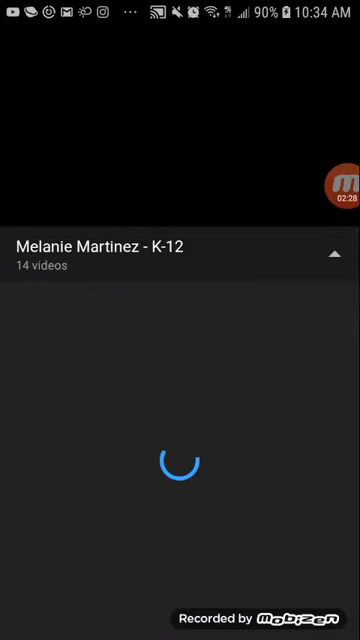 90% 10:34 AM
02:28
Melanie Martinez - K-12
14 videos
Recorded by Mobizen